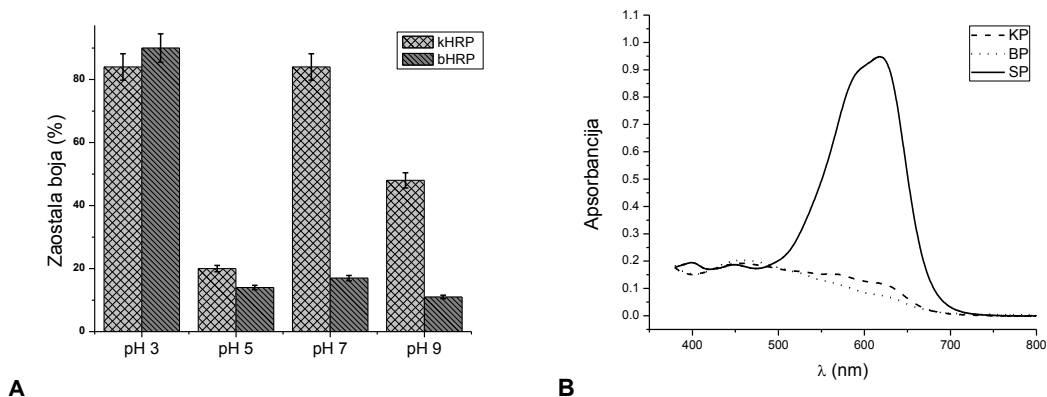 kHRP
bHRP
Zaostala boja (%)
80
60
40
20
0
pH 3
pH 5
pH 7
pH 9
A
1.1
1.0
0.9
0.8
0.7
0.6
0.5
0.4
0.3
0.2
0.1
0.0
Apsorbancija
KP
BP
SP
400
500
600
700
800
λ (nm)
B